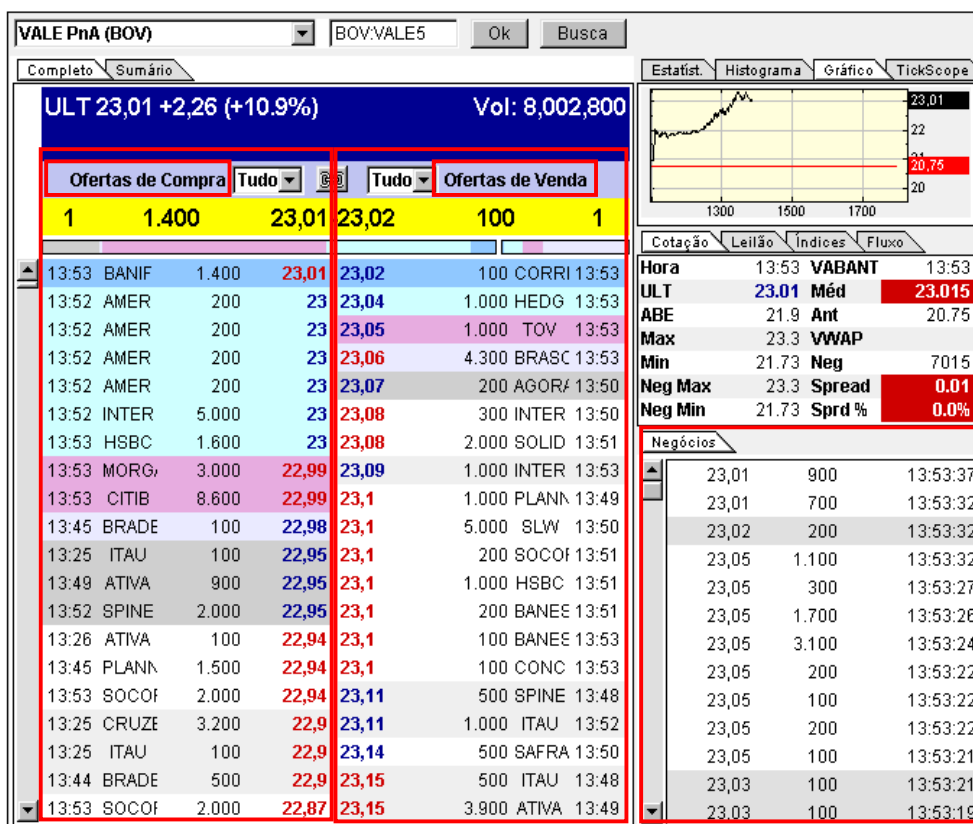 VALE PnA (BOV) BOV:VALE5 Ok Busca
Completo Sumário
ULT 23,01 +2,26 (+10.9%) Vol: 8,002,800
Ofertas de Compra Tudo Tudo Ofertas de Venda
1 1.400 23,01 23,02 100 1
13:53 BANIF 1.400 23,01 23,02 100 CORRI 13:53
13:52 AMER 200 23 23,04 1.000 HEDG 13:53
13:52 AMER 200 23 23,05 1.000 TOV 13:53
13:52 AMER 200 23 23,06 4.300 BRASC 13:53
13:52 AMER 200 23 23,07 200 AGORA 13:50
13:52 INTER 5.000 23 23,08 300 INTER 13:50
13:53 HSBC 1.600 23 23,08 2.000 SOLID 13:51
13:53 MORG 3.000 22,99 23,09 1.000 INTER 13:53
13:53 CITIB 8.600 22,99 23,1 1.000 PLANN 13:49
13:45 BRADE 100 22,98 23,1 5.000 SLW 13:50
13:25 ITAU 100 22,95 23,1 200 SOCOF 13:51
13:49 ATIVA 900 22,95 23,1 1.000 HSBC 13:51
13:52 SPINE 2.000 22,95 23,1 200 BANES 13:51
13:26 ATIVA 100 22,94 23,1 100 BANES 13:53
13:45 PLANN 1.500 22,94 23,1 100 CONC 13:53
13:53 SOCOF 2.000 22,94 23,11 500 SPINE 13:48
13:25 CRUZE 3.200 22,9 23,11 1.000 ITAU 13:52
13:25 ITAU 100 22,9 23,14 500 SAFRA 13:50
13:44 BRADE 500 22,9 23,15 500 ITAU 13:48
13:53 SOCOF 2.000 22,87 23,15 3.900 ATIVA 13:49
Estatíst. Histograma Gráfico TickScope
23,01
22
21
20,75
20
1300 1500 1700
Cotação Leilão Índices Fluxo
Hora 13:53 VABANT 13:53
ULT 23.01 Méd 23.015
ABE 21.9 Ant 20.75
Max 23.3 VWAP
Min 21.73 Neg 7015
Neg Max 23.3 Spread 0.01
Neg Min 21.73 Sprd % 0.0%
Negócios
23,01 900 13:53:37
23,01 700 13:53:32
23,02 200 13:53:32
23,05 1.100 13:53:32
23,05 300 13:53:27
23,05 1.700 13:53:26
23,05 3.100 13:53:24
23,05 200 13:53:22
23,05 100 13:53:22
23,05 200 13:53:22
23,05 100 13:53:21
23,03 100 13:53:21
23,03 100 13:53:19